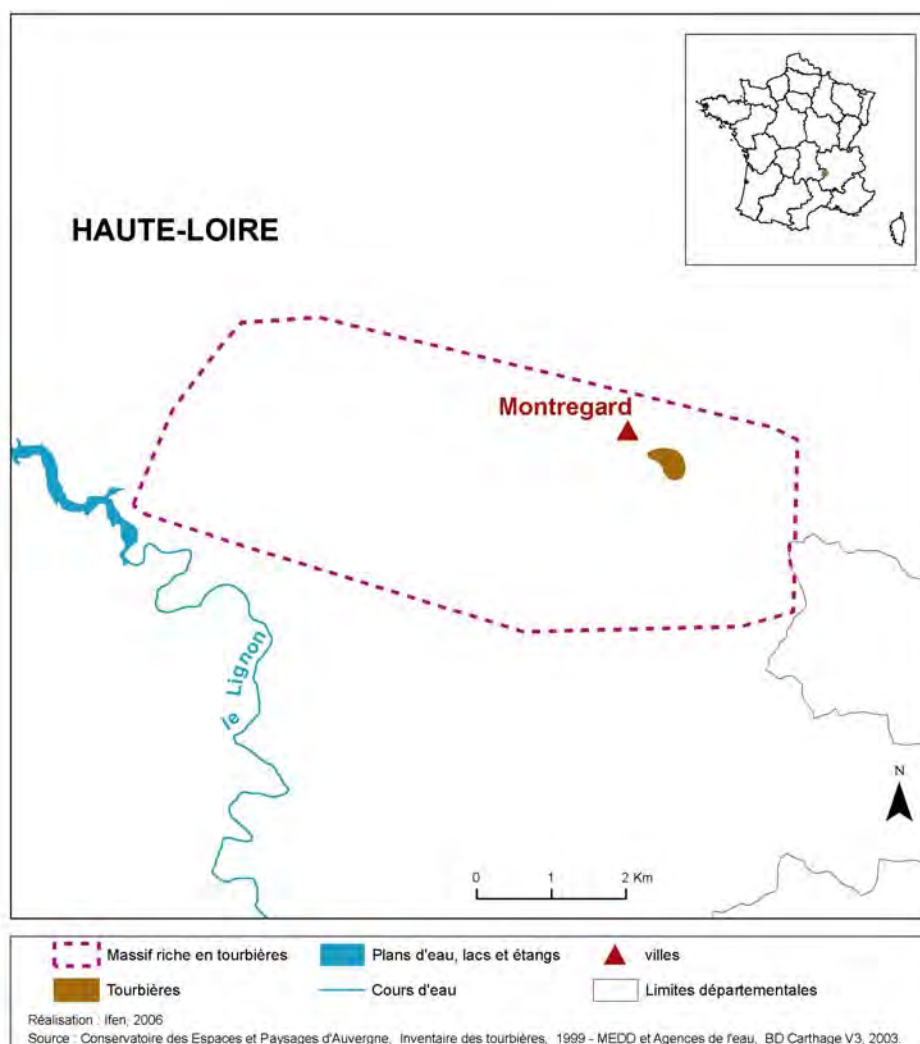 HAUTE-LOIRE
Montregard
le Lignon
N
0 1 2 Km
Massif riche en tourbières
Plans d'eau, lacs et étangs
villes
Tourbières
Cours d'eau
Limites départementales
Réalisation : Ifen, 2006
Source : Conservatoire des Espaces et Paysages d'Auvergne, Inventaire des tourbières, 1999 - MEDD et Agences de l'eau, BD Carthage V3, 2003.